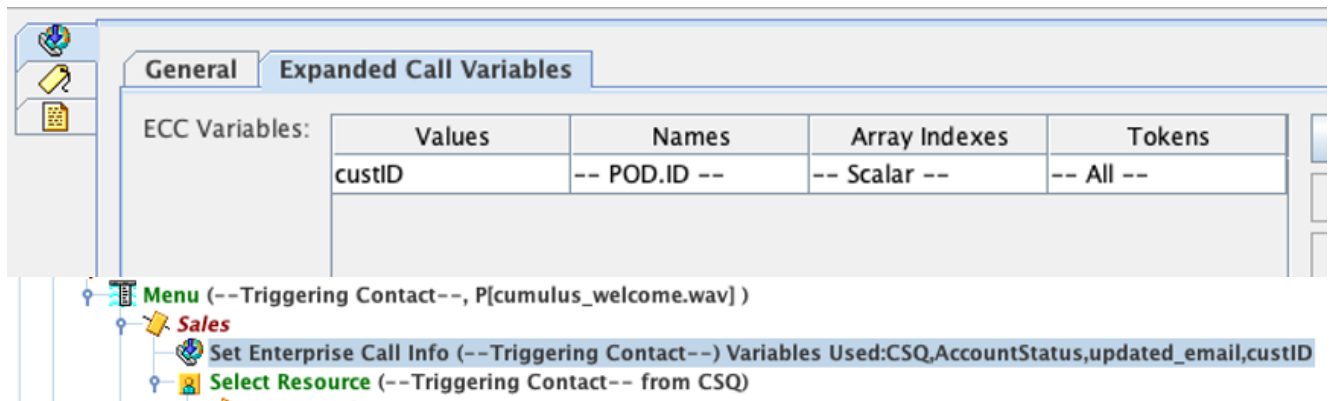 General Expanded Call Variables
ECC Variables: Values Names Array Indexes Tokens
custID -- POD.ID -- -- Scalar -- -- All --
Menu (--Triggering Contact--, P[cumulus_welcome.wav] )
Sales
Set Enterprise Call Info (--Triggering Contact--) Variables Used:CSQ,AccountStatus,updated_email,custID
Select Resource (--Triggering Contact-- from CSQ)